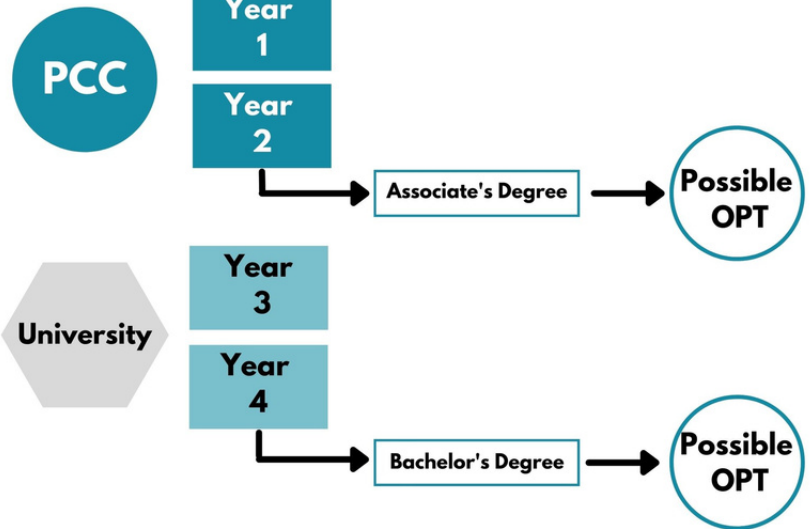 PCC
Year
1
Year
2
Associate's Degree
Possible
OPT
University
Year
3
Year
4
Bachelor's Degree
Possible
OPT